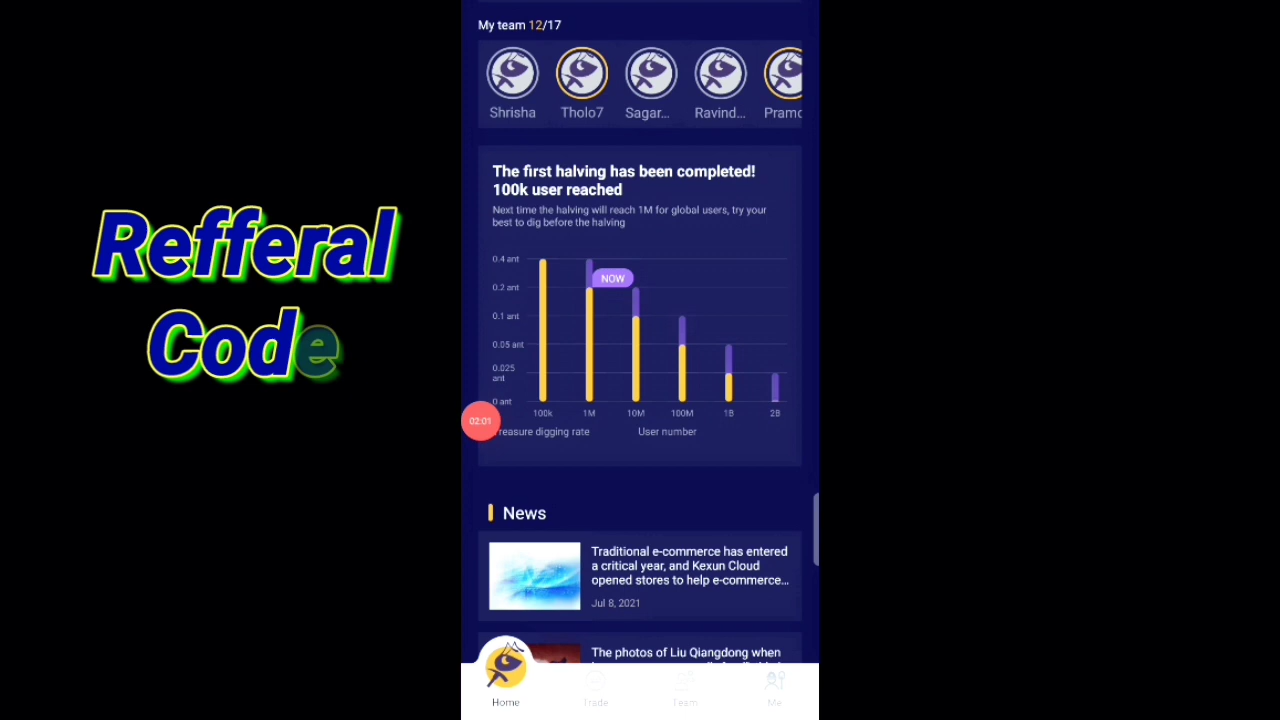 Refferal
Code
My team 12/17
Shrisha
Tholo7
Sagar...
Ravind...
Pramo
The first halving has been completed!
100k user reached
Next time the halving will reach 1M for global users, try your
best to dig before the halving
0.4 ant
0.2 ant
0.1 ant
0.05 ant
0.025
ant
0 ant
NOW
100k
1M
10M
100M
1B
2B
02:01
reasure digging rate
User number
News
Traditional e-commerce has entered
a critical year, and Kexun Cloud
opened stores to help e-commerce...
Jul 8, 2021
The photos of Liu Qiangdong when
Home
Trade
Team
Me